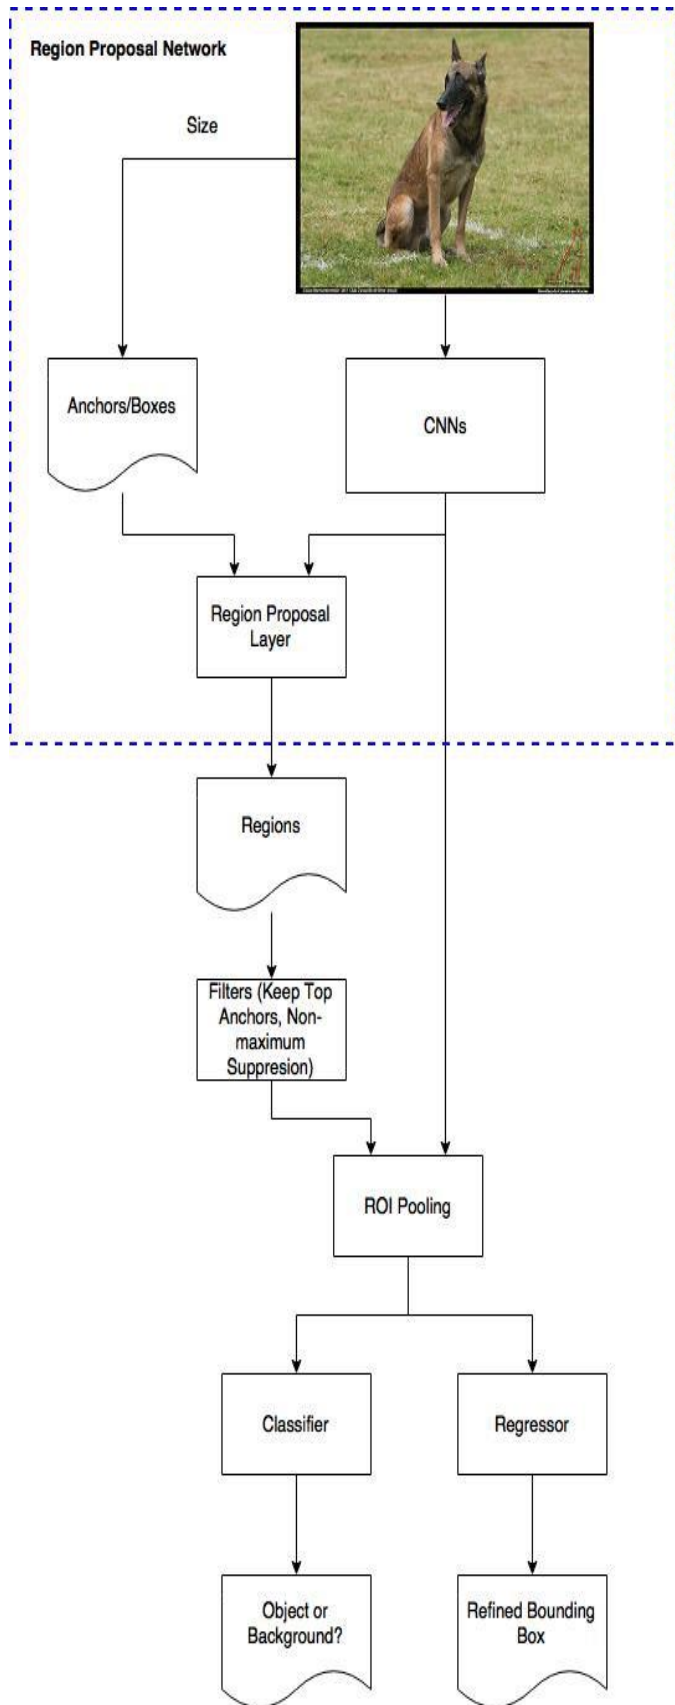 Region Proposal Network
Size
Anchors/Boxes
CNNs
Region Proposal
Layer
Regions
Filters (Keep Top
Anchors, Non-
maximum
Suppresion)
ROI Pooling
Classifier
Regressor
Object or
Background?
Refined Bounding
Box